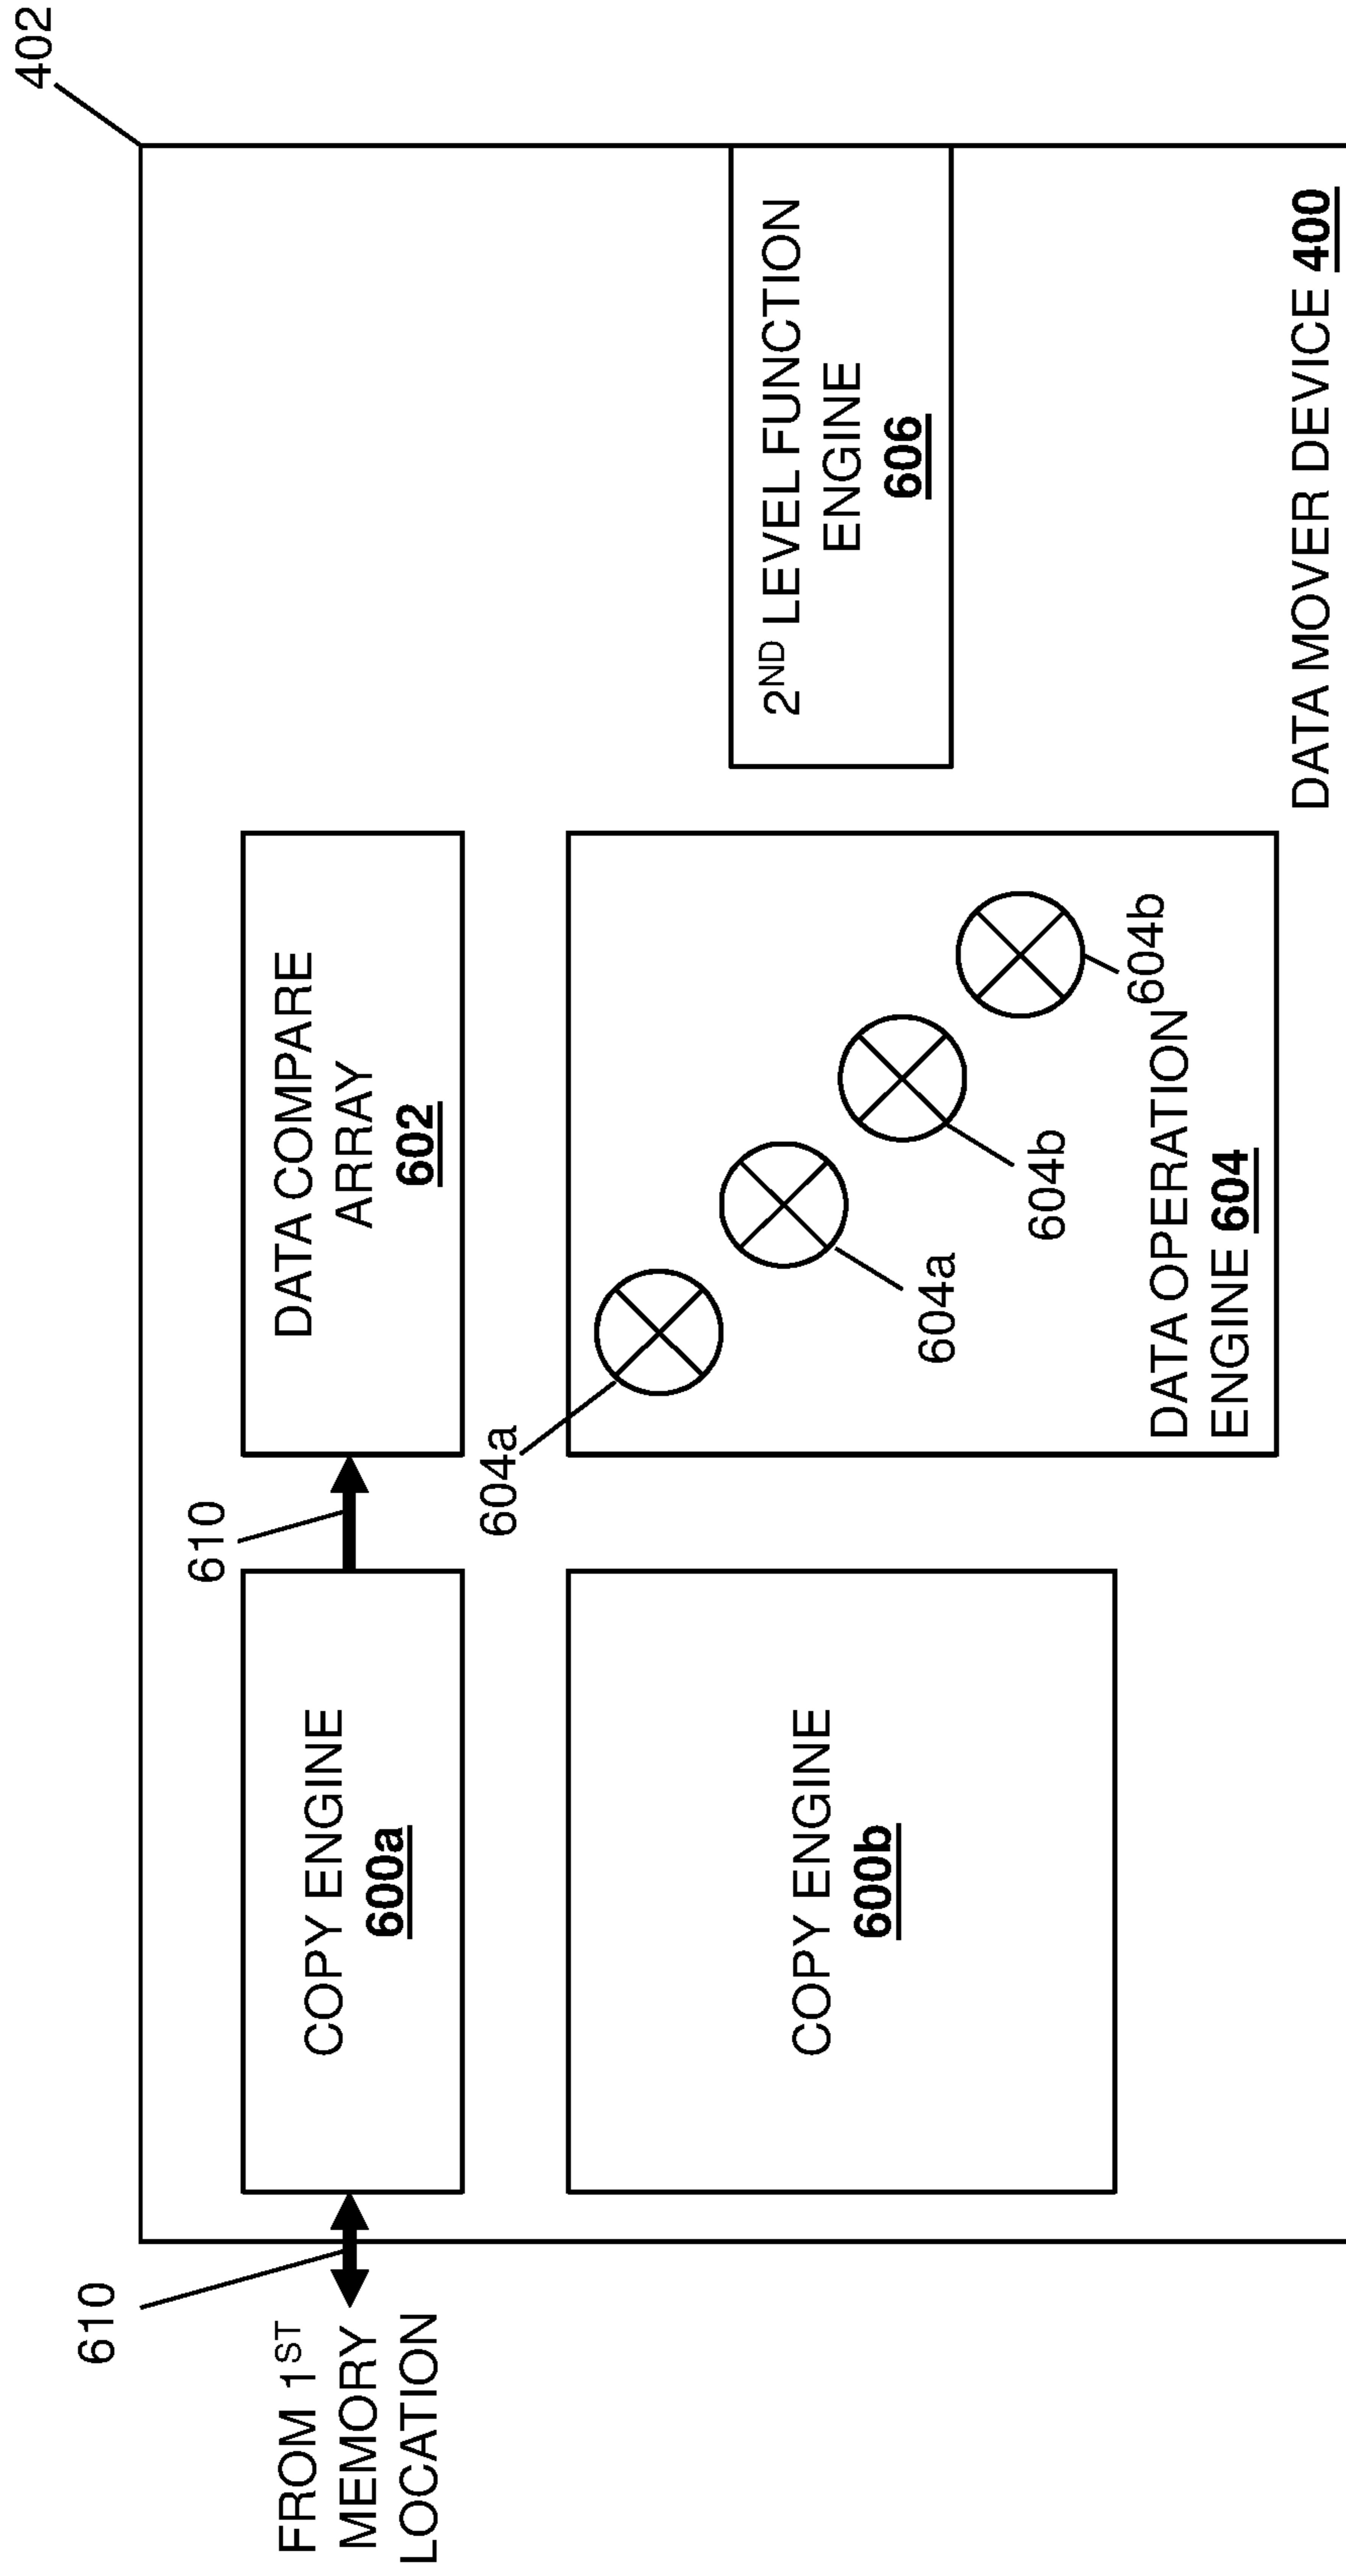 402
610
FROM 1ST
MEMORY
LOCATION
COPY ENGINE
600a
610
DATA COMPARE
ARRAY
602
COPY ENGINE
600b
604a
604a
604b
604b
DATA OPERATION
ENGINE 604
2ND LEVEL FUNCTION
ENGINE
606
DATA MOVER DEVICE 400